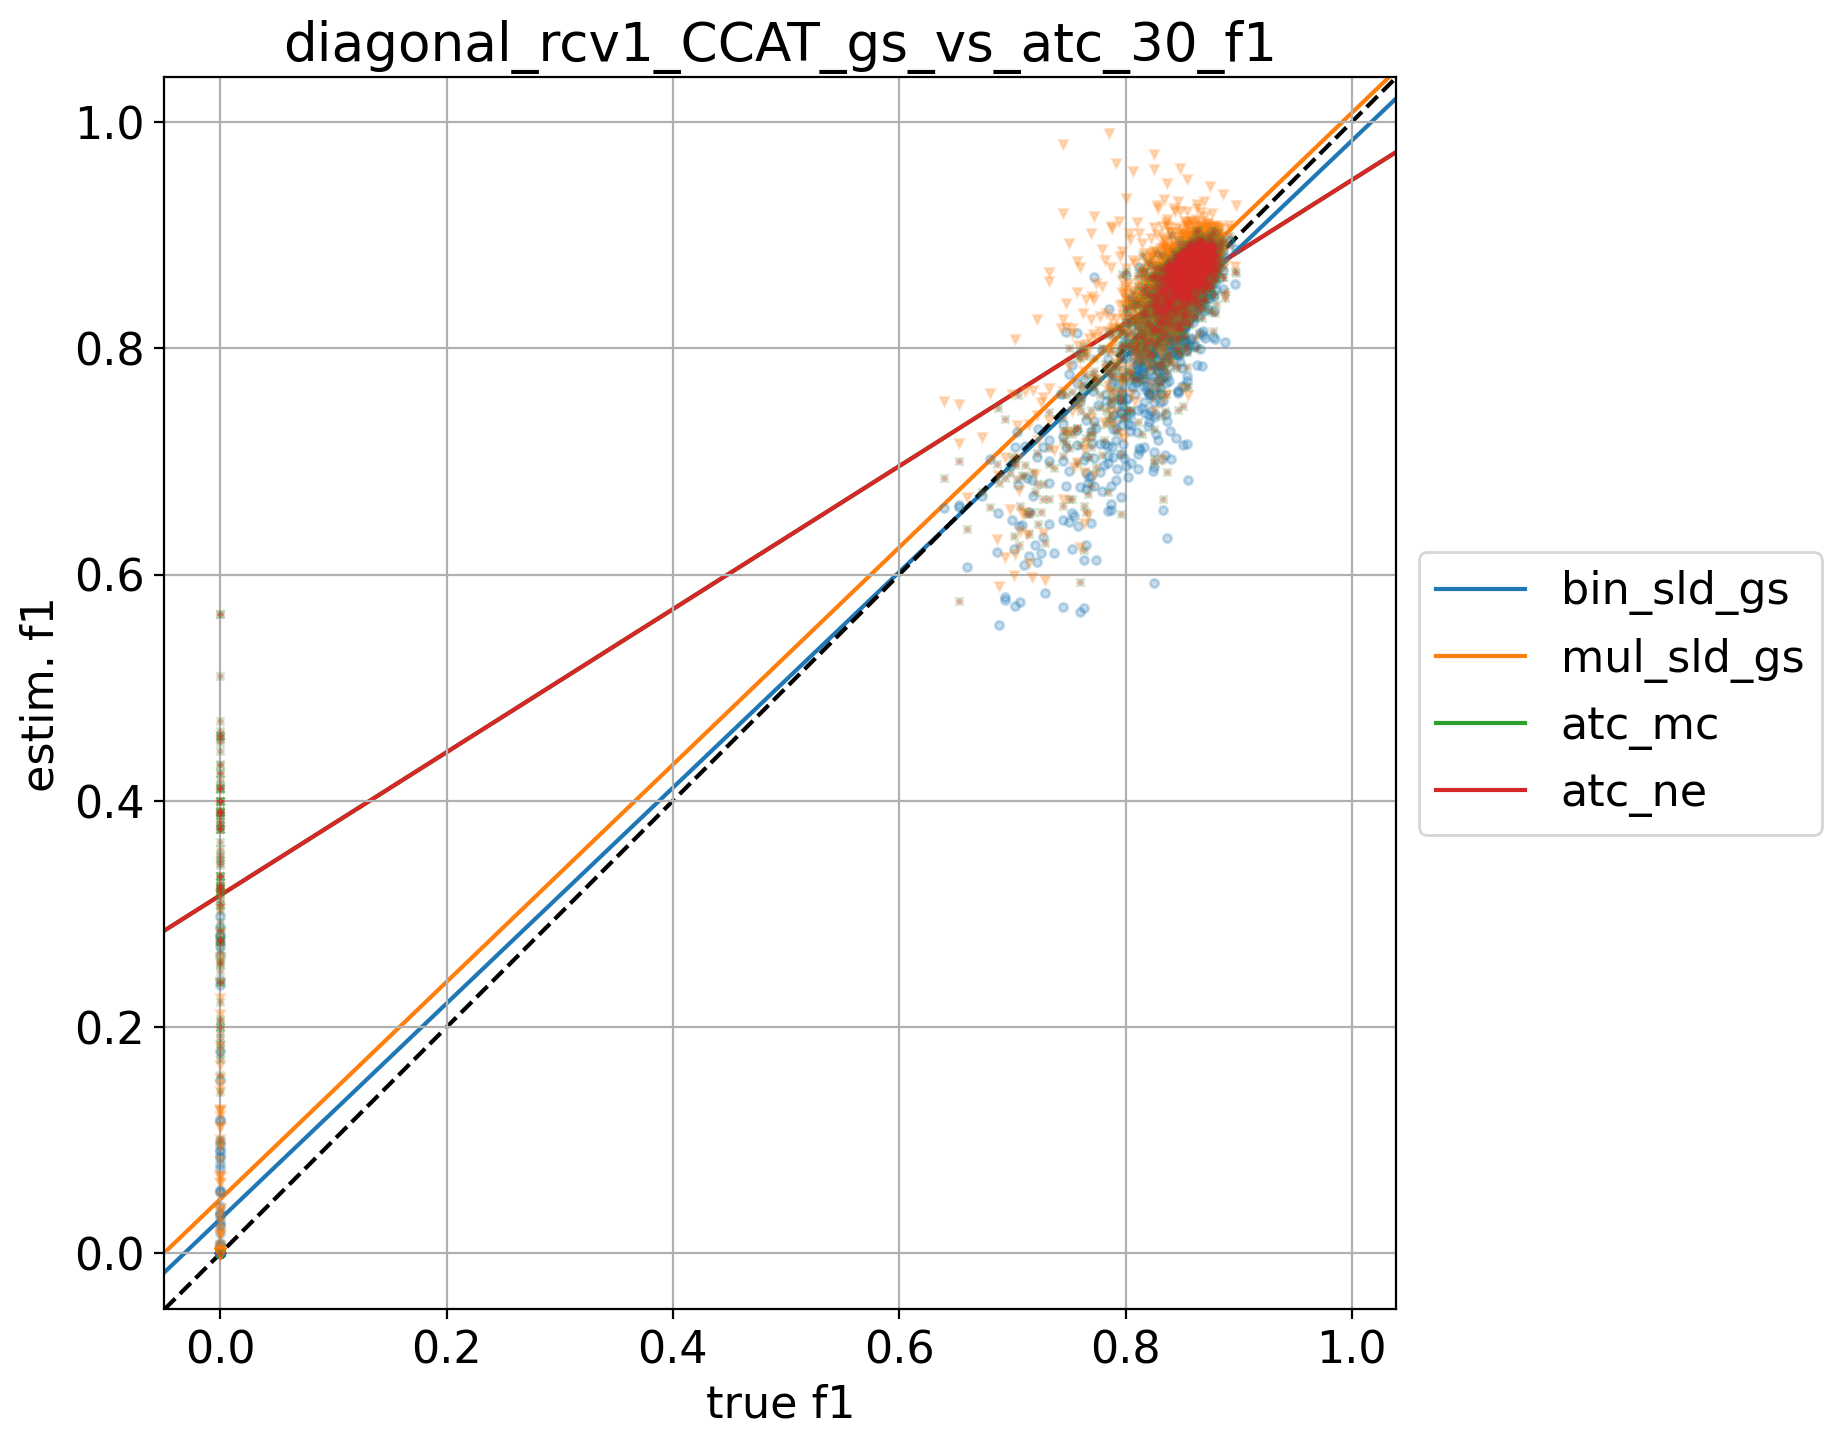 diagonal_rcv1_CCAT_gs_vs_atc_30_f1
1.0
0.8
0.6
0.4
0.2
0.0
estim. f1
0.0 0.2 0.4 0.6 0.8 1.0
true f1
bin_sld_gs
mul_sld_gs
atc_mc
atc_ne